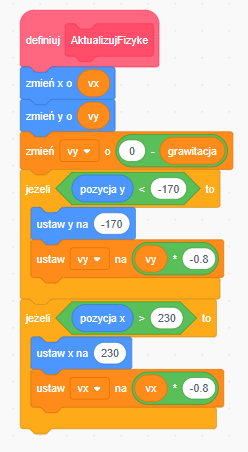 definiuj AktualizujFizyke
zmień x o vx
zmień y o vy
zmień vy o 0 - grawitacja
jeżeli pozycja y < -170 to
ustaw y na -170
ustaw vy na vy * -0.8
jeżeli pozycja x > 230 to
ustaw x na 230
ustaw vx na vx * -0.8